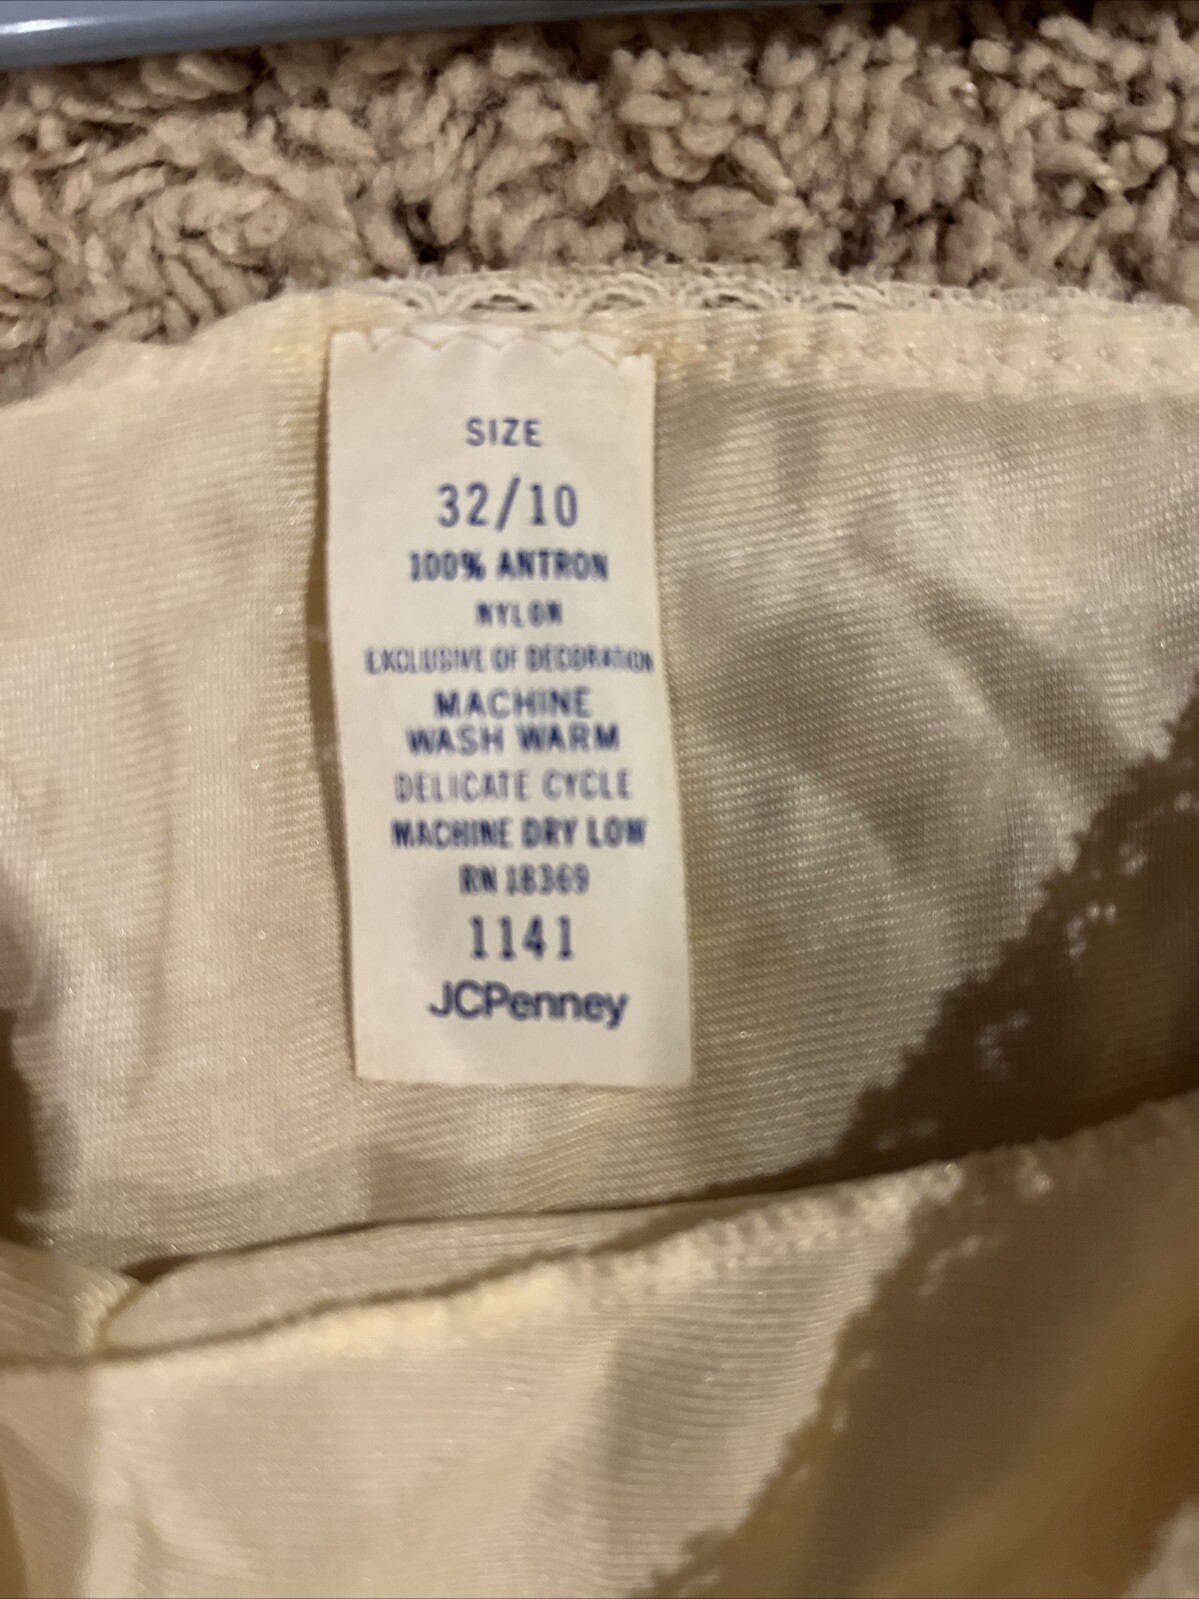 SIZE
32/10
100% ANTRON
NYLON
EXCLUSIVE OF DECORATION
MACHINE
WASH WARM
DELICATE CYCLE
MACHINE DRY LOW
RN 18369
1141
JCPenney